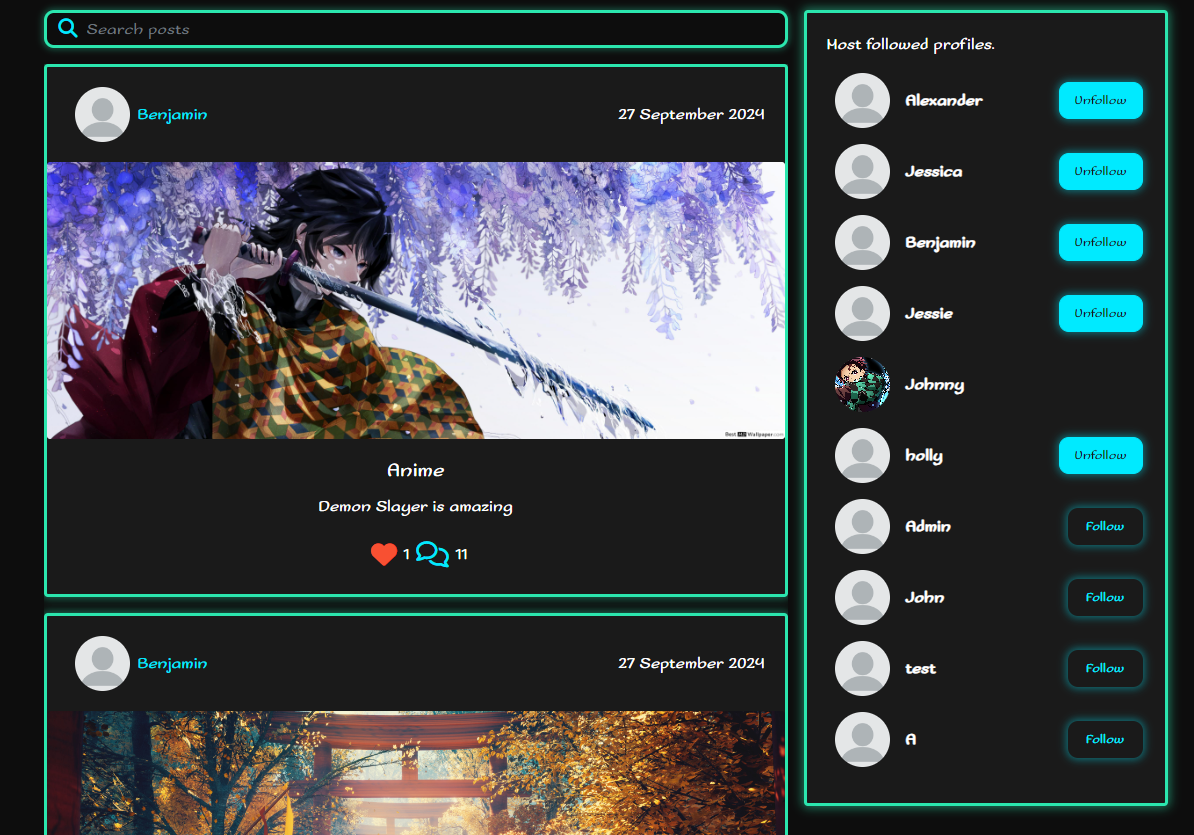 Search posts
Benjamin
27 September 2024
Best HD Wallpaper.com
Anime
Demon Slayer is amazing
1 11
Benjamin
27 September 2024
Host followed profiles.
Alexander Unfollow
Jessica Unfollow
Benjamin Unfollow
Jessie Unfollow
Johnny
holly Unfollow
Admin Follow
John Follow
test Follow
A Follow